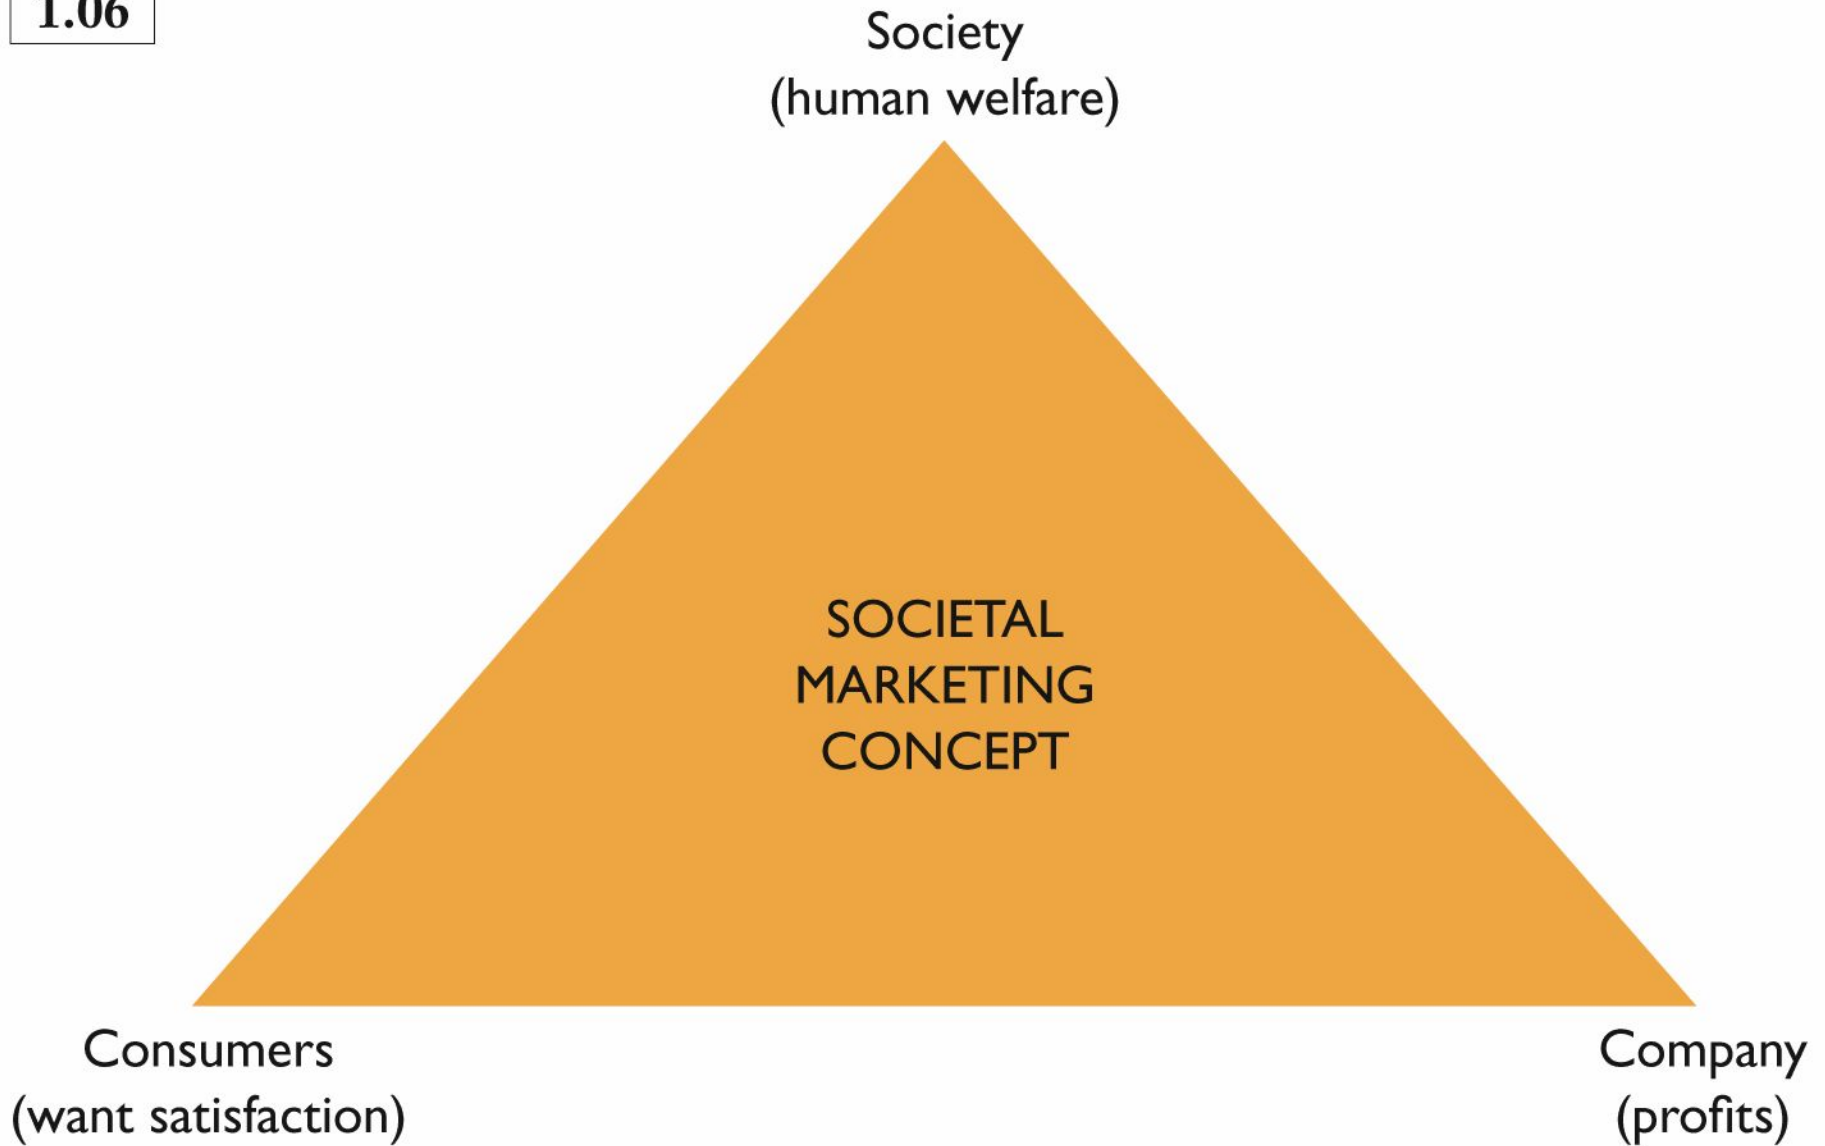 1.06
Society
(human welfare)
SOCIETAL
MARKETING
CONCEPT
Consumers
(want satisfaction)
Company
(profits)